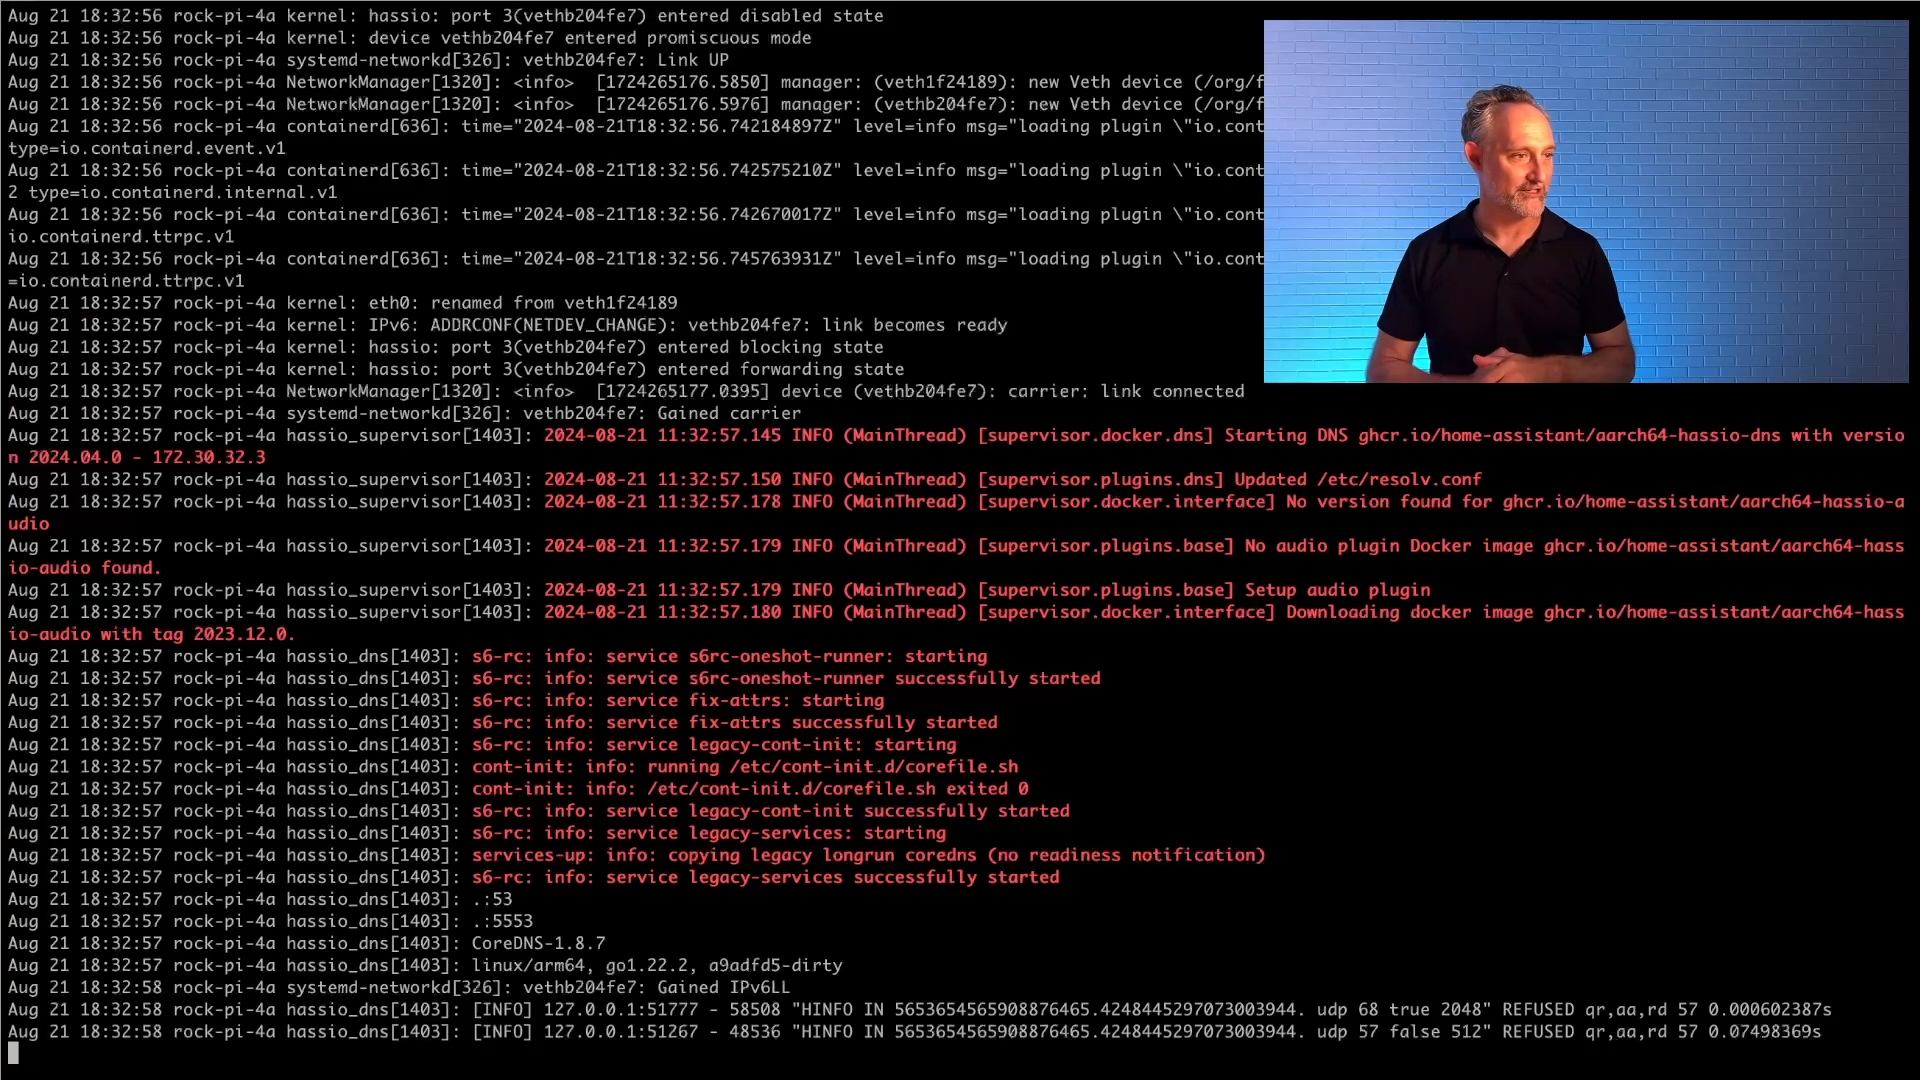 Aug 21 18:32:56 rock-pi-4a kernel: hassio: port 3(vethb204fe7) entered disabled state
Aug 21 18:32:56 rock-pi-4a kernel: device vethb204fe7 entered promiscuous mode
Aug 21 18:32:56 rock-pi-4a systemd-networkd[326]: vethb204fe7: Link UP
Aug 21 18:32:56 rock-pi-4a NetworkManager[1320]: <info>  [1724265176.5850] manager: (veth1f24189): new Veth device (/org/f
Aug 21 18:32:56 rock-pi-4a NetworkManager[1320]: <info>  [1724265176.5976] manager: (vethb204fe7): new Veth device (/org/f
Aug 21 18:32:56 rock-pi-4a containerd[636]: time="2024-08-21T18:32:56.742184897Z" level=info msg="loading plugin \"io.cont
type=io.containerd.event.v1
Aug 21 18:32:56 rock-pi-4a containerd[636]: time="2024-08-21T18:32:56.742575210Z" level=info msg="loading plugin \"io.cont
2 type=io.containerd.internal.v1
Aug 21 18:32:56 rock-pi-4a containerd[636]: time="2024-08-21T18:32:56.742670017Z" level=info msg="loading plugin \"io.cont
io.containerd.ttrpc.v1
Aug 21 18:32:56 rock-pi-4a containerd[636]: time="2024-08-21T18:32:56.745763931Z" level=info msg="loading plugin \"io.cont
=io.containerd.ttrpc.v1
Aug 21 18:32:57 rock-pi-4a kernel: eth0: renamed from veth1f24189
Aug 21 18:32:57 rock-pi-4a kernel: IPv6: ADDRCONF(NETDEV_CHANGE): vethb204fe7: link becomes ready
Aug 21 18:32:57 rock-pi-4a kernel: hassio: port 3(vethb204fe7) entered blocking state
Aug 21 18:32:57 rock-pi-4a kernel: hassio: port 3(vethb204fe7) entered forwarding state
Aug 21 18:32:57 rock-pi-4a NetworkManager[1320]: <info>  [1724265177.0395] device (vethb204fe7): carrier: link connected
Aug 21 18:32:57 rock-pi-4a systemd-networkd[326]: vethb204fe7: Gained carrier
Aug 21 18:32:57 rock-pi-4a hassio_supervisor[1403]: 2024-08-21 11:32:57.145 INFO (MainThread) [supervisor.docker.dns] Starting DNS ghcr.io/home-assistant/aarch64-hassio-dns with versio
n 2024.04.0 - 172.30.32.3
Aug 21 18:32:57 rock-pi-4a hassio_supervisor[1403]: 2024-08-21 11:32:57.150 INFO (MainThread) [supervisor.plugins.dns] Updated /etc/resolv.conf
Aug 21 18:32:57 rock-pi-4a hassio_supervisor[1403]: 2024-08-21 11:32:57.178 INFO (MainThread) [supervisor.docker.interface] No version found for ghcr.io/home-assistant/aarch64-hassio-a
udio
Aug 21 18:32:57 rock-pi-4a hassio_supervisor[1403]: 2024-08-21 11:32:57.179 INFO (MainThread) [supervisor.plugins.base] No audio plugin Docker image ghcr.io/home-assistant/aarch64-hass
io-audio found.
Aug 21 18:32:57 rock-pi-4a hassio_supervisor[1403]: 2024-08-21 11:32:57.179 INFO (MainThread) [supervisor.plugins.base] Setup audio plugin
Aug 21 18:32:57 rock-pi-4a hassio_supervisor[1403]: 2024-08-21 11:32:57.180 INFO (MainThread) [supervisor.docker.interface] Downloading docker image ghcr.io/home-assistant/aarch64-hass
io-audio with tag 2023.12.0.
Aug 21 18:32:57 rock-pi-4a hassio_dns[1403]: s6-rc: info: service s6rc-oneshot-runner: starting
Aug 21 18:32:57 rock-pi-4a hassio_dns[1403]: s6-rc: info: service s6rc-oneshot-runner successfully started
Aug 21 18:32:57 rock-pi-4a hassio_dns[1403]: s6-rc: info: service fix-attrs: starting
Aug 21 18:32:57 rock-pi-4a hassio_dns[1403]: s6-rc: info: service fix-attrs successfully started
Aug 21 18:32:57 rock-pi-4a hassio_dns[1403]: s6-rc: info: service legacy-cont-init: starting
Aug 21 18:32:57 rock-pi-4a hassio_dns[1403]: cont-init: info: running /etc/cont-init.d/corefile.sh
Aug 21 18:32:57 rock-pi-4a hassio_dns[1403]: cont-init: info: /etc/cont-init.d/corefile.sh exited 0
Aug 21 18:32:57 rock-pi-4a hassio_dns[1403]: s6-rc: info: service legacy-cont-init successfully started
Aug 21 18:32:57 rock-pi-4a hassio_dns[1403]: s6-rc: info: service legacy-services: starting
Aug 21 18:32:57 rock-pi-4a hassio_dns[1403]: services-up: info: copying legacy longrun coredns (no readiness notification)
Aug 21 18:32:57 rock-pi-4a hassio_dns[1403]: s6-rc: info: service legacy-services successfully started
Aug 21 18:32:57 rock-pi-4a hassio_dns[1403]: .:53
Aug 21 18:32:57 rock-pi-4a hassio_dns[1403]: .:5553
Aug 21 18:32:57 rock-pi-4a hassio_dns[1403]: CoreDNS-1.8.7
Aug 21 18:32:57 rock-pi-4a hassio_dns[1403]: linux/arm64, go1.22.2, a9adfd5-dirty
Aug 21 18:32:58 rock-pi-4a systemd-networkd[326]: vethb204fe7: Gained IPv6LL
Aug 21 18:32:58 rock-pi-4a hassio_dns[1403]: [INFO] 127.0.0.1:51777 - 58508 "HINFO IN 5653654565908876465.4248445297073003944. udp 68 true 2048" REFUSED qr,aa,rd 57 0.000602387s
Aug 21 18:32:58 rock-pi-4a hassio_dns[1403]: [INFO] 127.0.0.1:51267 - 48536 "HINFO IN 5653654565908876465.4248445297073003944. udp 57 false 512" REFUSED qr,aa,rd 57 0.07498369s